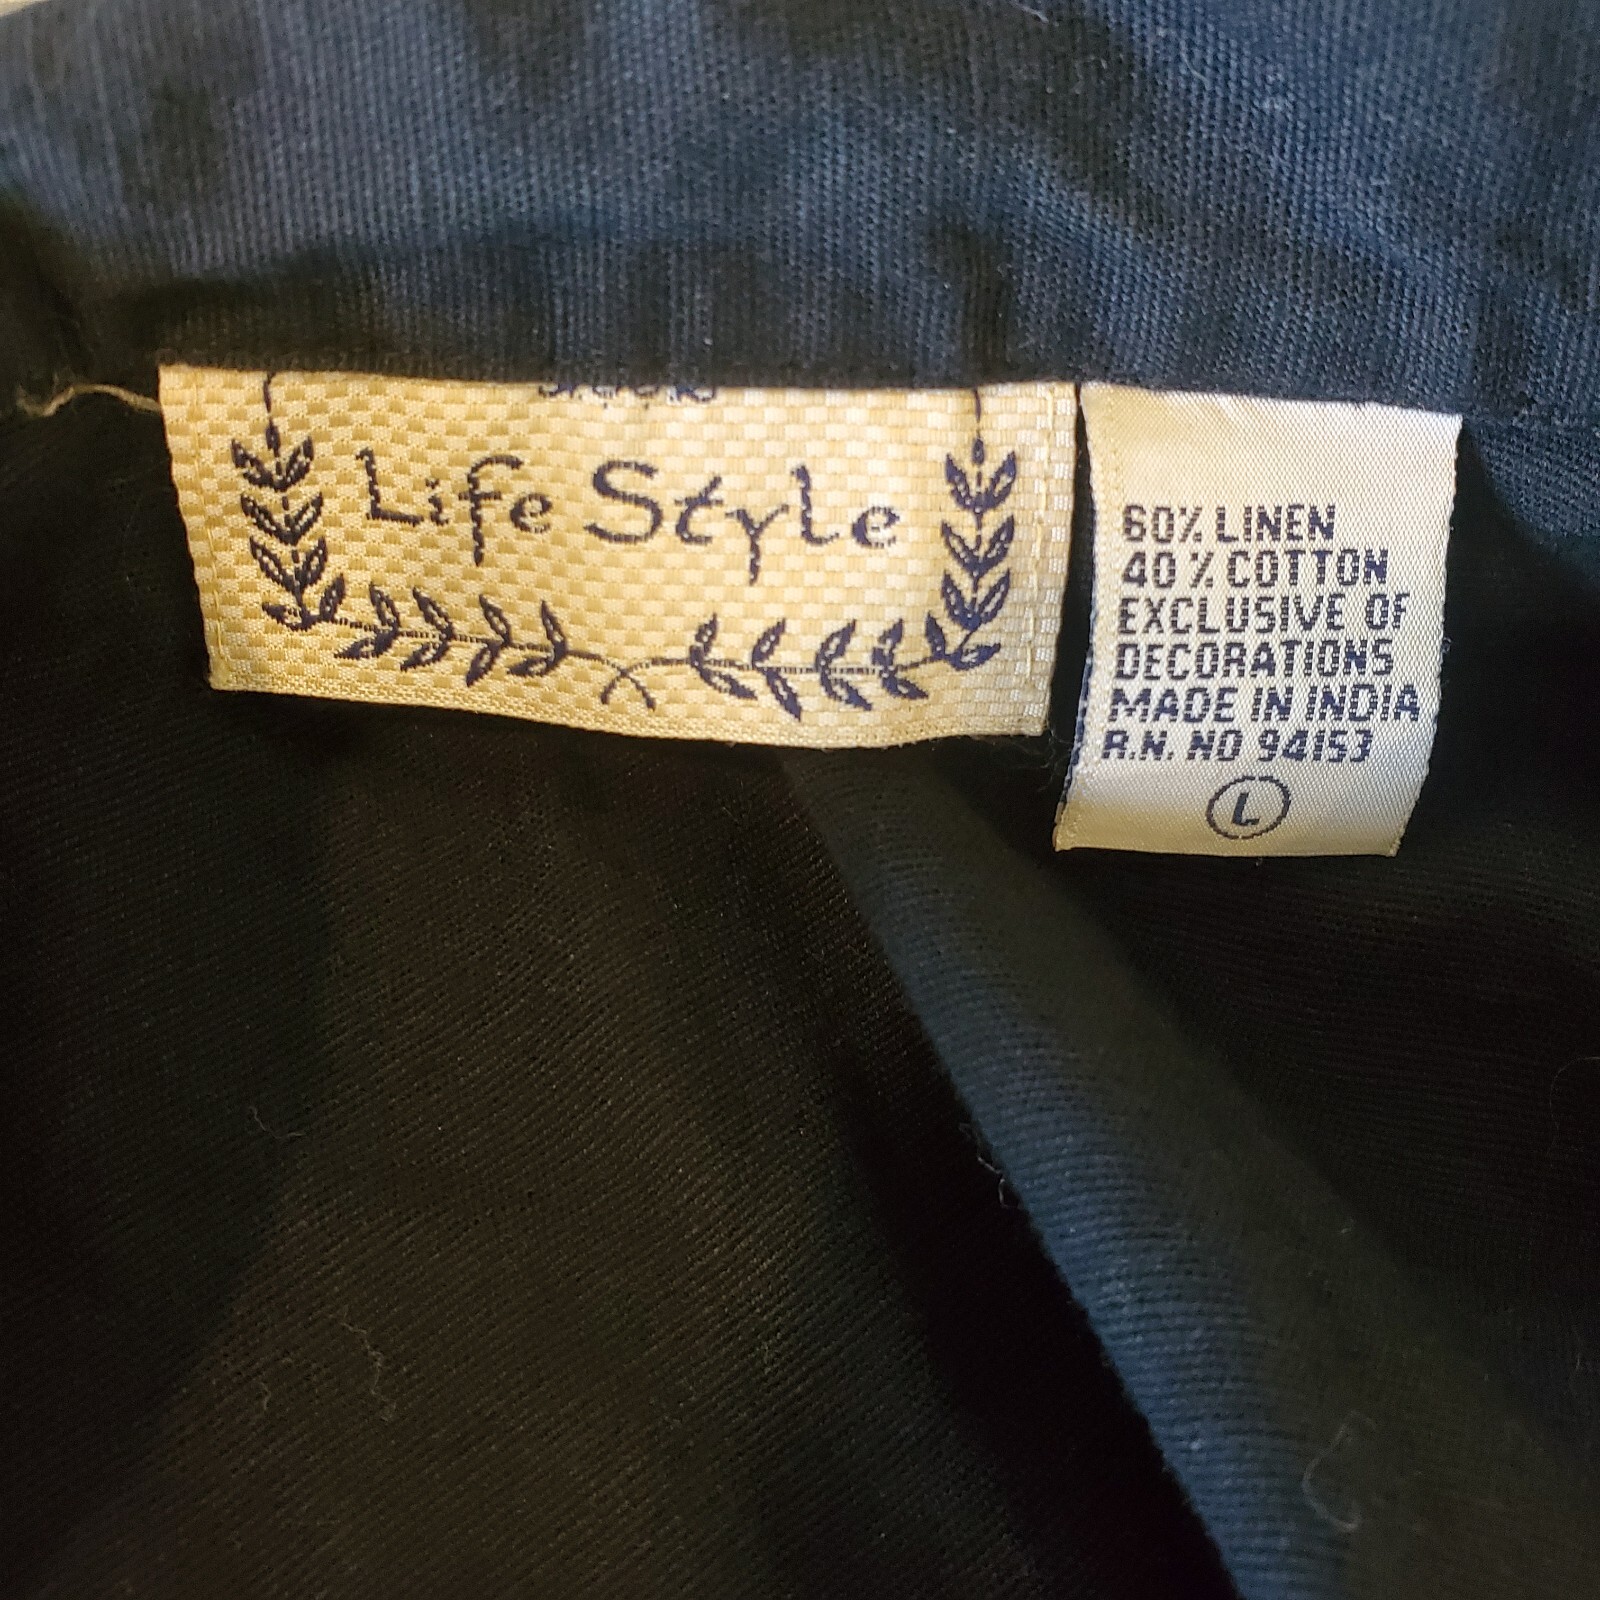 Life Style
60% LINEN
40% COTTON
EXCLUSIVE OF
DECORATIONS
MADE IN INDIA
R.N. NO 94153
L